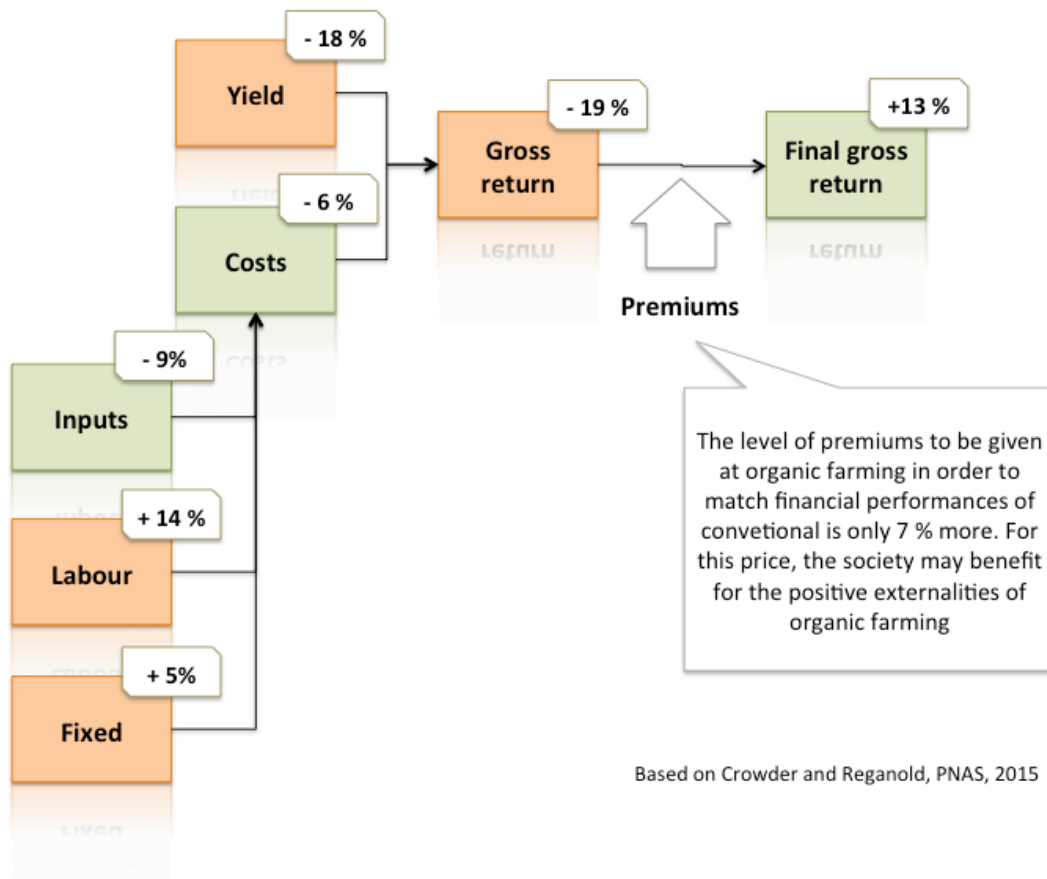 - 18 %
Yield
- 6 %
Costs
- 9%
Inputs
+ 14 %
Labour
+ 5%
Fixed
- 19 %
Gross
return
+13 %
Final gross
return
Premiums
The level of premiums to be given
at organic farming in order to
match financial performances of
convetional is only 7 % more. For
this price, the society may benefit
for the positive externalities of
organic farming
Based on Crowder and Reganold, PNAS, 2015